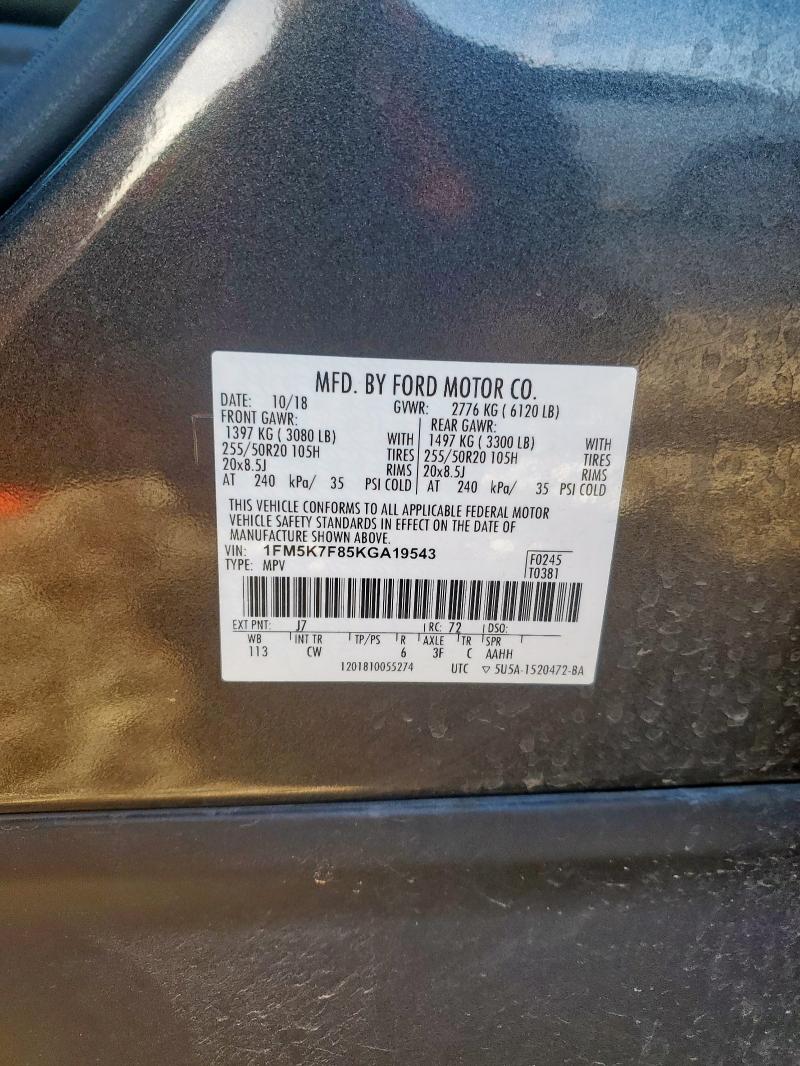 MFD. BY FORD MOTOR CO.
DATE: 10/18 GVWR: 2776 KG ( 6120 LB)
FRONT GAWR: REAR GAWR:
1397 KG ( 3080 LB) WITH 1497 KG ( 3300 LB) WITH
255/50R20 105H TIRES 255/50R20 105H TIRES
20x8.5J RIMS 20x8.5J RIMS
AT 240 kPa/ 35 PSI COLD AT 240 kPa/ 35 PSI COLD
THIS VEHICLE CONFORMS TO ALL APPLICABLE FEDERAL MOTOR
VEHICLE SAFETY STANDARDS IN EFFECT ON THE DATE OF
MANUFACTURE SHOWN ABOVE.
VIN: 1FM5K7F85KGA19543 F0245
TYPE: MPV T0381
EXT PNT: J7 RC: 72 DSO:
WB INT TR TP/PS R AXLE TR SPR
113 CW 6 3F C AAHH
1201810055274 UTC ▽ 5U5A-1520472-BA